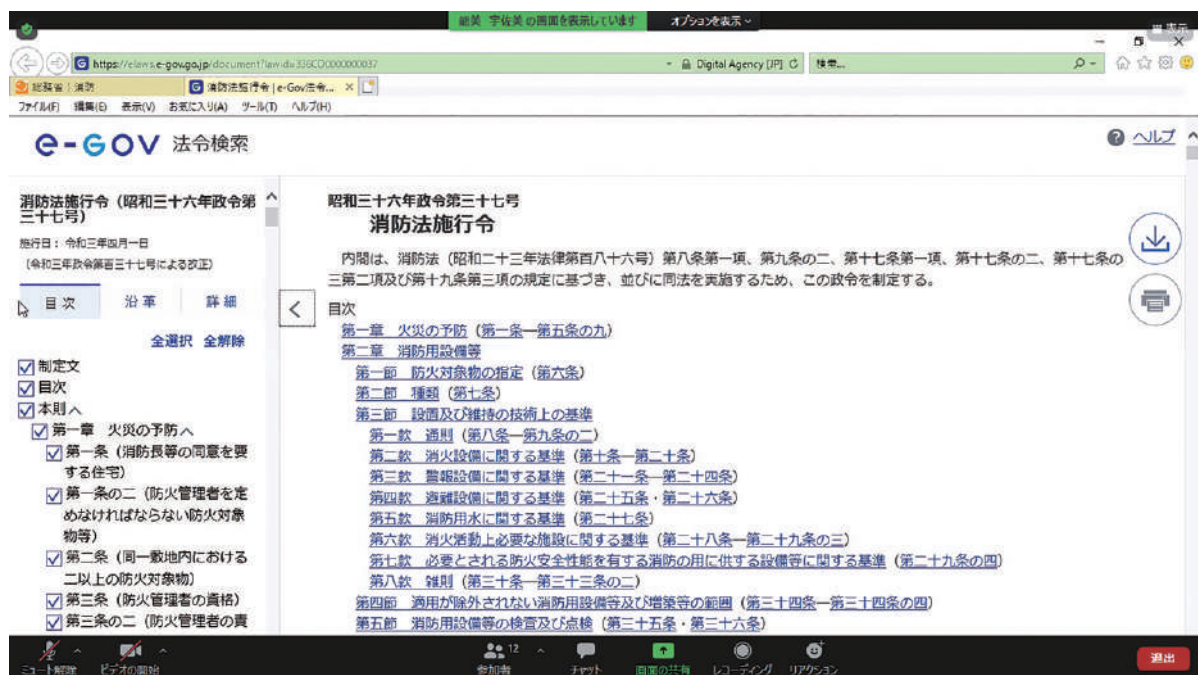 能美 宇佐美 の画面を表示しています オプションを表示
表示
https://elaws.e-gov.go.jp/document?lawid=336CO0000000037
Digital Agency [JP]
検索...
総務省 消防
消防法施行令 | e-Gov法令...
ファイル(F) 編集(E) 表示(V) お気に入り(A) ツール(T) ヘルプ(H)
e-GOV 法令検索
ヘルプ
消防法施行令(昭和三十六年政令第
三十七号)
施行日:令和三年四月一日
(令和三年政令第百三十七号による改正)
目次 沿革 詳細
全選択 全解除
制定文
目次
本則へ
第一章 火災の予防へ
第一条(消防長等の同意を要
する住宅)
第一条の二(防火管理者を定
めなければならない防火対象
物等)
第二条(同一敷地内における
二以上の防火対象物)
第三条(防火管理者の資格)
第三条の二(防火管理者の責
昭和三十六年政令第三十七号
消防法施行令
内閣は、消防法(昭和二十三年法律第百八十六号)第八条第一項、第九条の二、第十七条第一項、第十七条の二、第十七条の
三第二項及び第十九条第三項の規定に基づき、並びに同法を実施するため、この政令を制定する。
目次
第一章 火災の予防(第一条―第五条の九)
第二章 消防用設備等
第一節 防火対象物の指定(第六条)
第二節 種類(第七条)
第三節 設置及び維持の技術上の基準
第一款 通則(第八条―第九条の二)
第二款 消火設備に関する基準(第十条―第二十条)
第三款 警報設備に関する基準(第二十一条―第二十四条)
第四款 避難設備に関する基準(第二十五条・第二十六条)
第五款 消防用水に関する基準(第二十七条)
第六款 消火活動上必要な施設に関する基準(第二十八条―第二十九条の三)
第七款 必要とされる防火安全性能を有する消防の用に供する設備等に関する基準(第二十九条の四)
第八款 雑則(第三十条―第三十三条の二)
第四節 適用が除外されない消防用設備等及び増築等の範囲(第三十四条―第三十四条の四)
第五節 消防用設備等の検査及び点検(第三十五条・第三十六条)
ミュート解除 ビデオの開始 12 参加者 チャット 画面の共有 レコーディング リアクション 退出